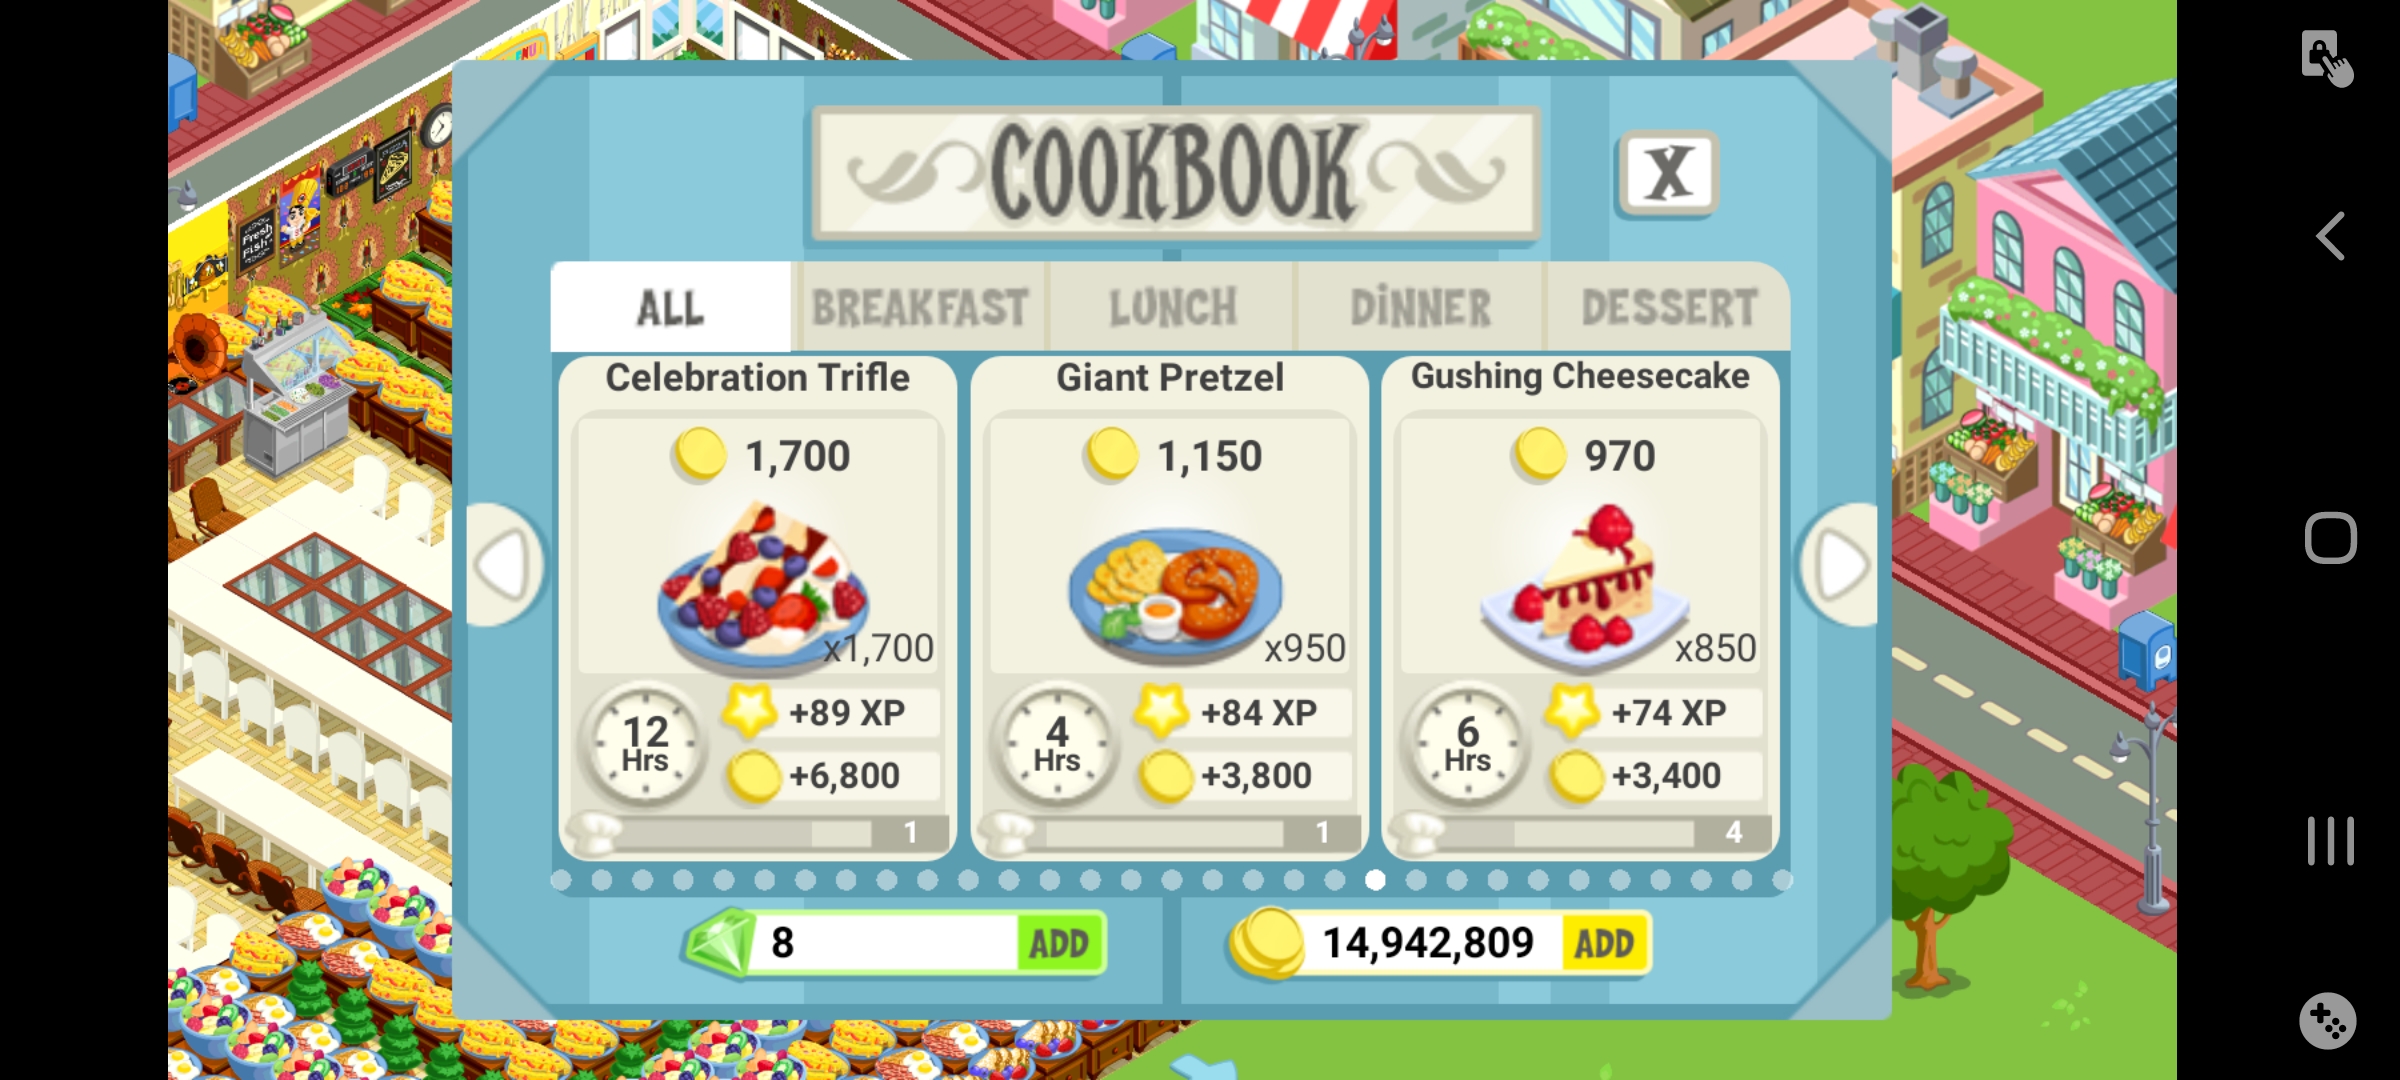 COOKBOOK
X
ALL BREAKFAST LUNCH DINNER DESSERT
Celebration Trifle
1,700
x1,700
12
Hrs
+89 XP
+6,800
1
Giant Pretzel
1,150
x950
4
Hrs
+84 XP
+3,800
1
Gushing Cheesecake
970
x850
6
Hrs
+74 XP
+3,400
4
8 ADD
14,942,809 ADD
Fresh
Fish